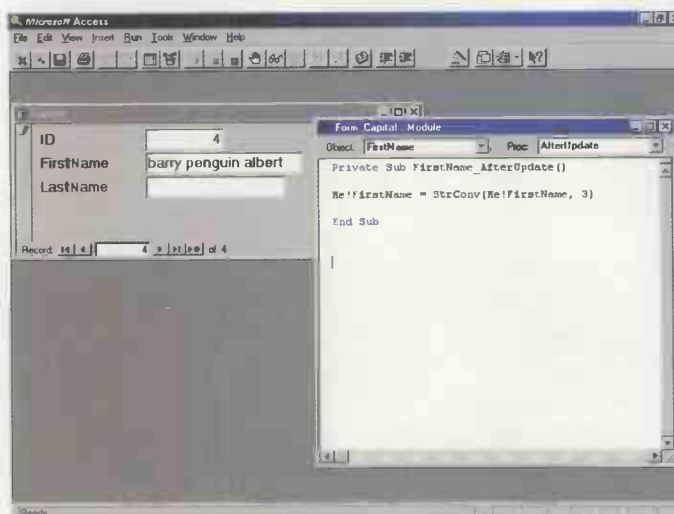 Microsoft Access
File Edit View Insert Run Tools Window Help
ID 4
FirstName barry penguin albert
LastName
Record: 4 of 4
Form_Capital : Module
Object: FirstName Proc: AfterUpdate
Private Sub FirstName_AfterUpdate()
Me!FirstName = StrConv(Me!FirstName, 3)
End Sub
Ready